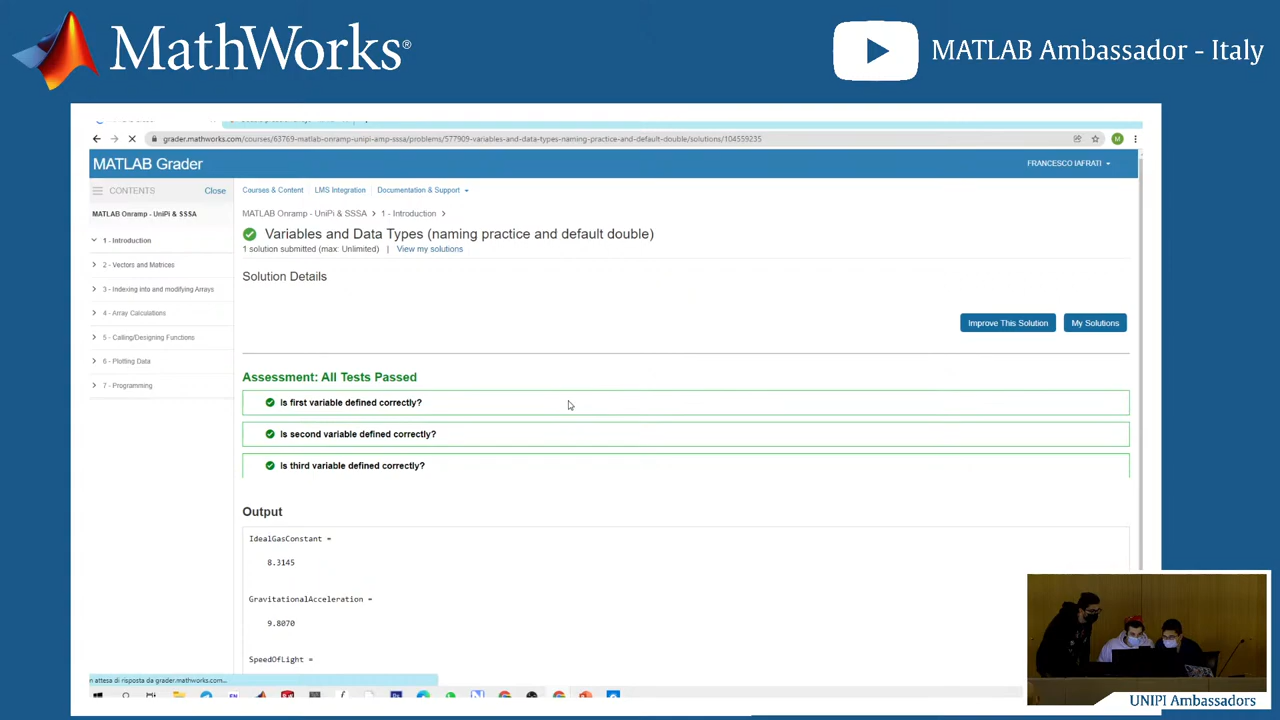 MathWorks®
MATLAB Ambassador - Italy
grader.mathworks.com/courses/63769-matlab-onramp-unipi-amp-sssa/problems/577909-variables-and-data-types-naming-practice-and-default-double/solutions/104559235
M
MATLAB Grader
FRANCESCO IAFRATI
CONTENTS
Close
Courses & Content
LMS Integration
Documentation & Support
MATLAB Onramp - UniPi & SSSA
1 - Introduction
2 - Vectors and Matrices
3 - Indexing into and modifying Arrays
4 - Array Calculations
5 - Calling/Designing Functions
6 - Plotting Data
7 - Programming
MATLAB Onramp - UniPi & SSSA > 1 - Introduction >
Variables and Data Types (naming practice and default double)
1 solution submitted (max: Unlimited) | View my solutions
Solution Details
Improve This Solution
My Solutions
Assessment: All Tests Passed
Is first variable defined correctly?
Is second variable defined correctly?
Is third variable defined correctly?
Output
IdealGasConstant =
8.3145
GravitationalAcceleration =
9.8070
SpeedOfLight =
n attesa di risposta da grader.mathworks.com...
EN
UNIPI Ambassadors